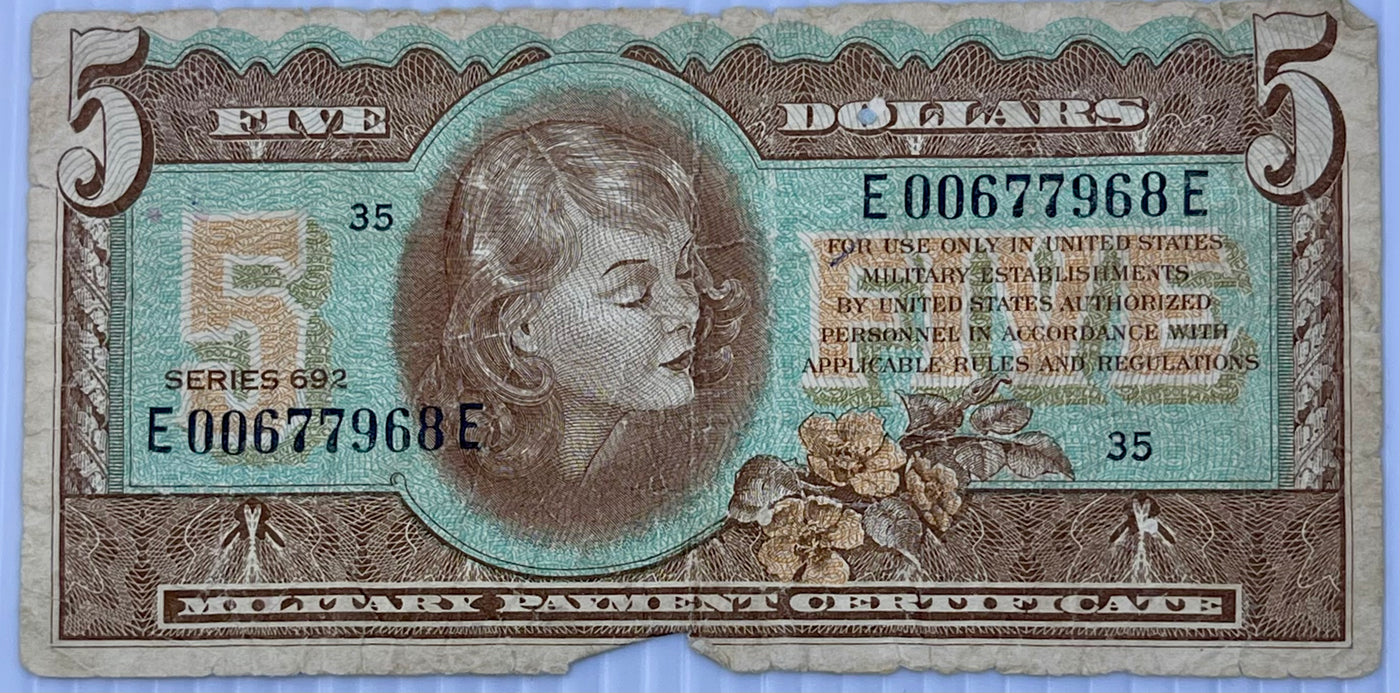 5 FIVE DOLLARS 5
E00677968E
35
5
FIVE
FOR USE ONLY IN UNITED STATES
MILITARY ESTABLISHMENTS
BY UNITED STATES AUTHORIZED
PERSONNEL IN ACCORDANCE WITH
APPLICABLE RULES AND REGULATIONS
SERIES 692
E00677968E
35
MILITARY PAYMENT CERTIFICATE